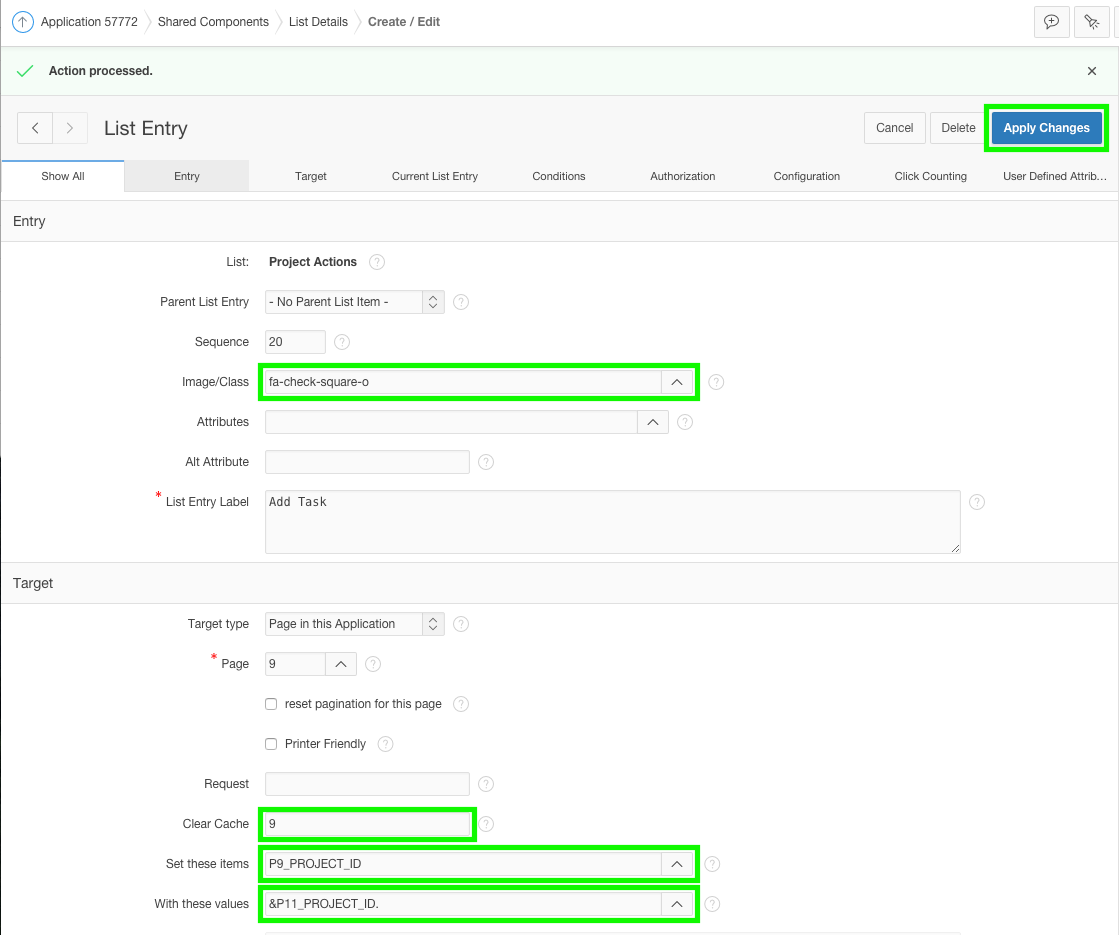 Application 57772 Shared Components List Details Create / Edit
Action processed.
List Entry Cancel Delete Apply Changes
Show All Entry Target Current List Entry Conditions Authorization Configuration Click Counting User Defined Attrib...
Entry
List: Project Actions ?
Parent List Entry - No Parent List Item - ?
Sequence 20 ?
Image/Class fa-check-square-o ?
Attributes ?
Alt Attribute ?
* List Entry Label Add Task ?
Target
Target type Page in this Application ?
* Page 9 ?
reset pagination for this page ?
Printer Friendly ?
Request ?
Clear Cache 9 ?
Set these items P9_PROJECT_ID ?
With these values &P11_PROJECT_ID. ?